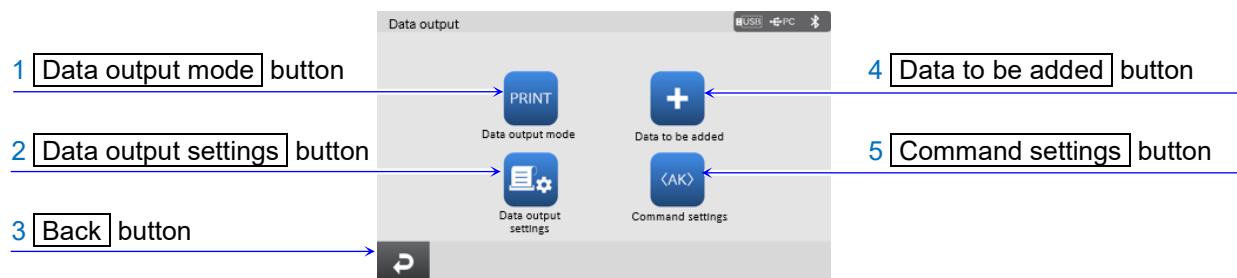 Data output
USB PC
1 Data output mode button
4 Data to be added button
PRINT
Data output mode
Data to be added
2 Data output settings button
5 Command settings button
<AK>
Data output
settings
Command settings
3 Back button